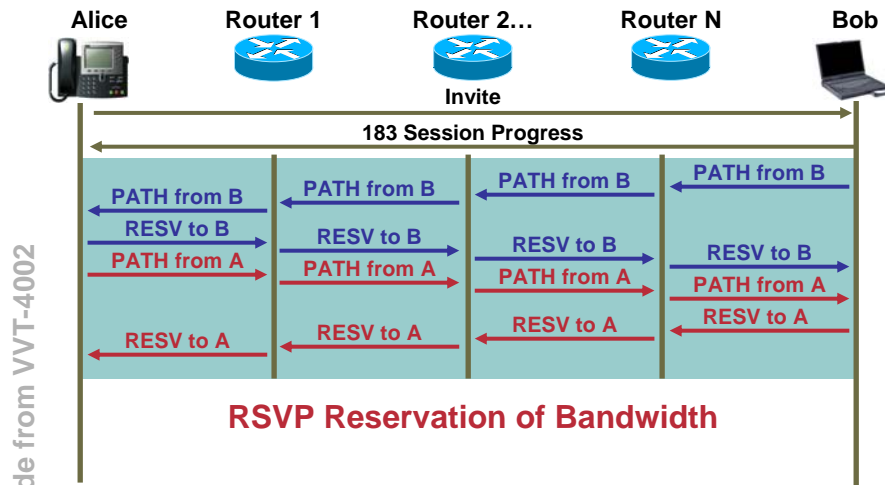 Alice Router 1 Router 2… Router N Bob
Invite
183 Session Progress
PATH from B PATH from B PATH from B PATH from B
RESV to B RESV to B RESV to B RESV to B
PATH from A PATH from A PATH from A PATH from A
RESV to A RESV to A RESV to A RESV to A
RSVP Reservation of Bandwidth
de from VVT-4002